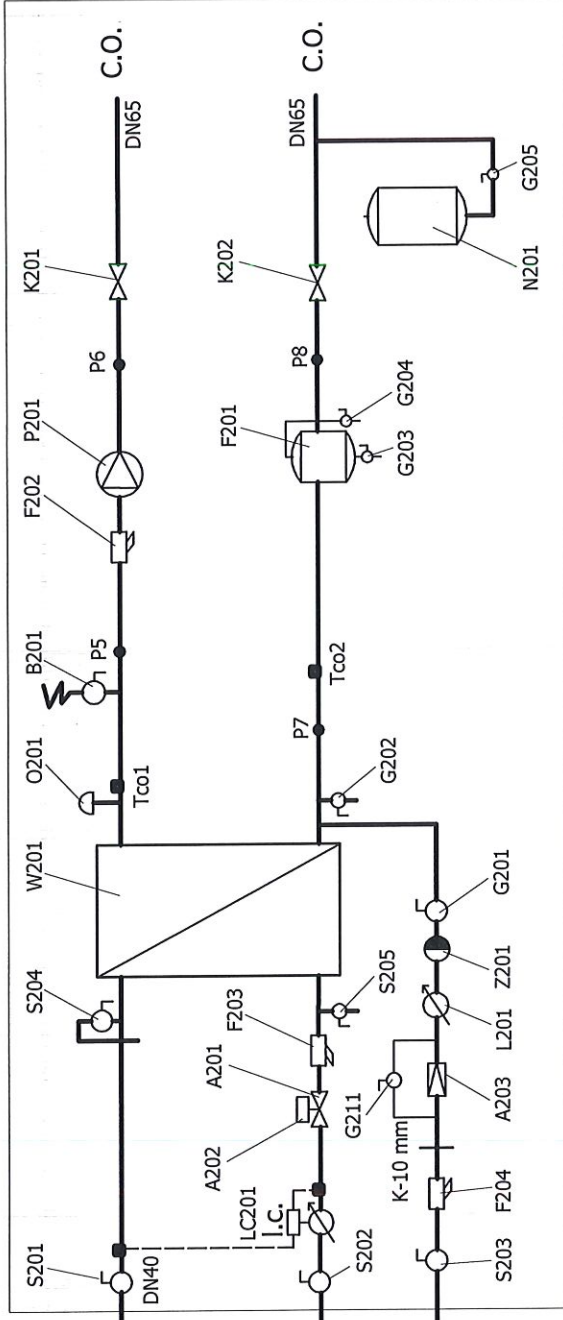 S201
DN40
S204
W201
O201
Tco1
B201
P5
F202
P201
P6
K201
DN65
C.O.
LC201
l.c.
S202
A202
A201
F203
S205
G202
P7
Tco2
F201
G203
G204
P8
K202
DN65
C.O.
N201
G205
S203
F204
K-10 mm
G211
A203
L201
Z201
G201